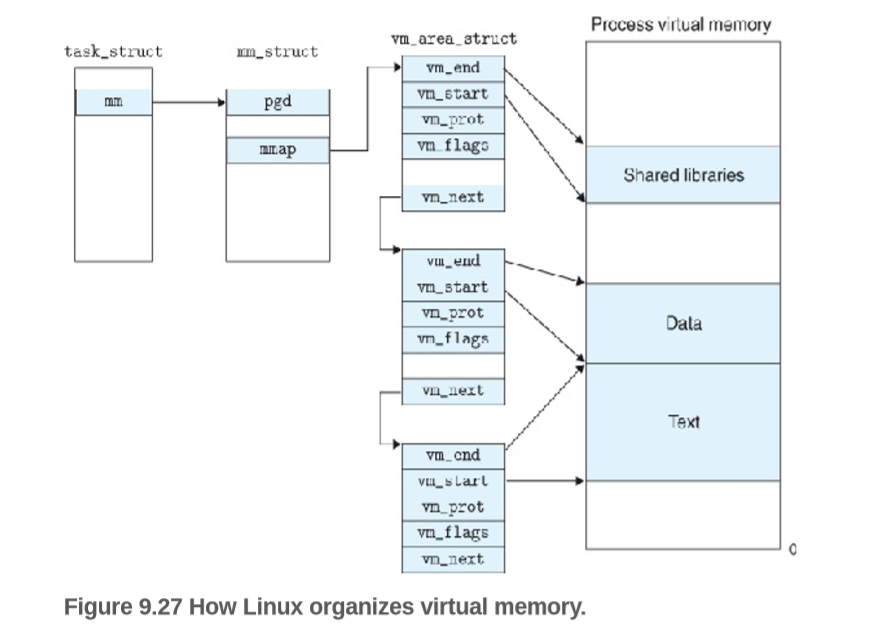 Process virtual memory
vm_area_struct
task_struct
mm_struct
mm
pgd
mmap
vm_end
vm_start
vm_prot
vm_flags
vm_next
vm_end
vm_start
vm_prot
vm_flags
vm_next
vm_end
vm_start
vm_prot
vm_flags
vm_next
Shared libraries
Data
Text
0
Figure 9.27 How Linux organizes virtual memory.